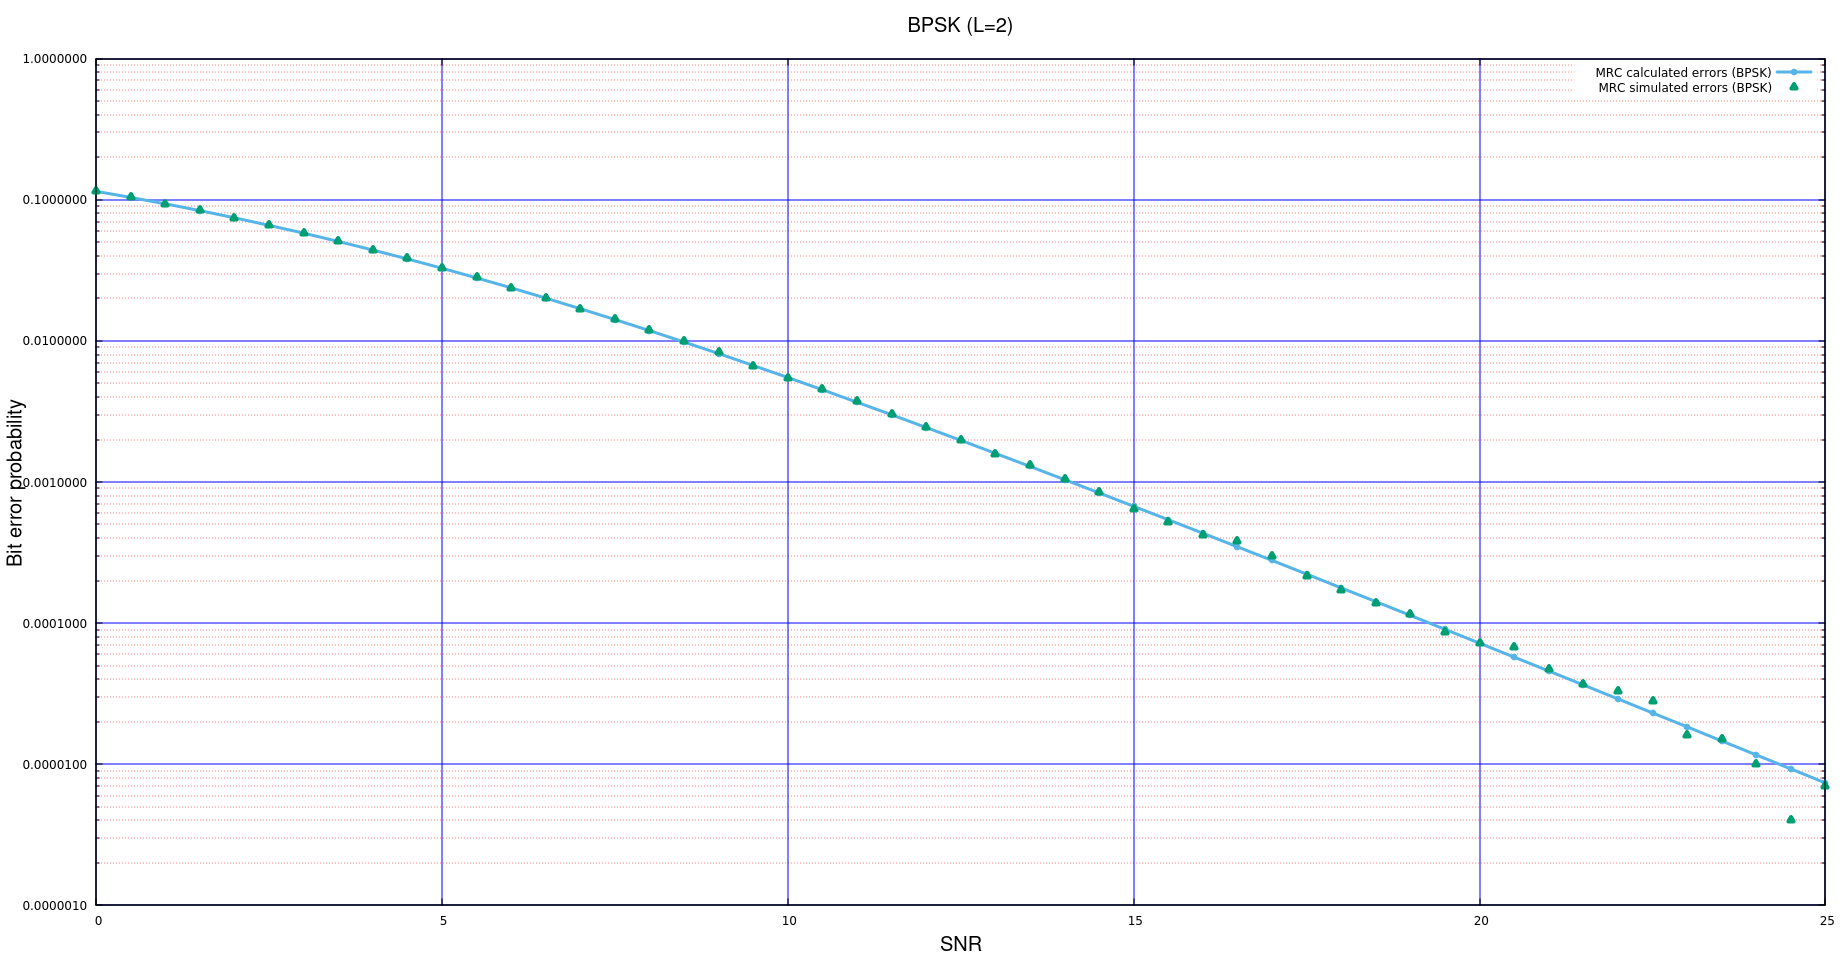 BPSK (L=2)
1.0000000
MRC calculated errors (BPSK)
MRC simulated errors (BPSK)
0.1000000
0.0100000
Bit error probability
0.0010000
0.0001000
0.0000100
0.0000010
0 5 10 15 20 25
SNR